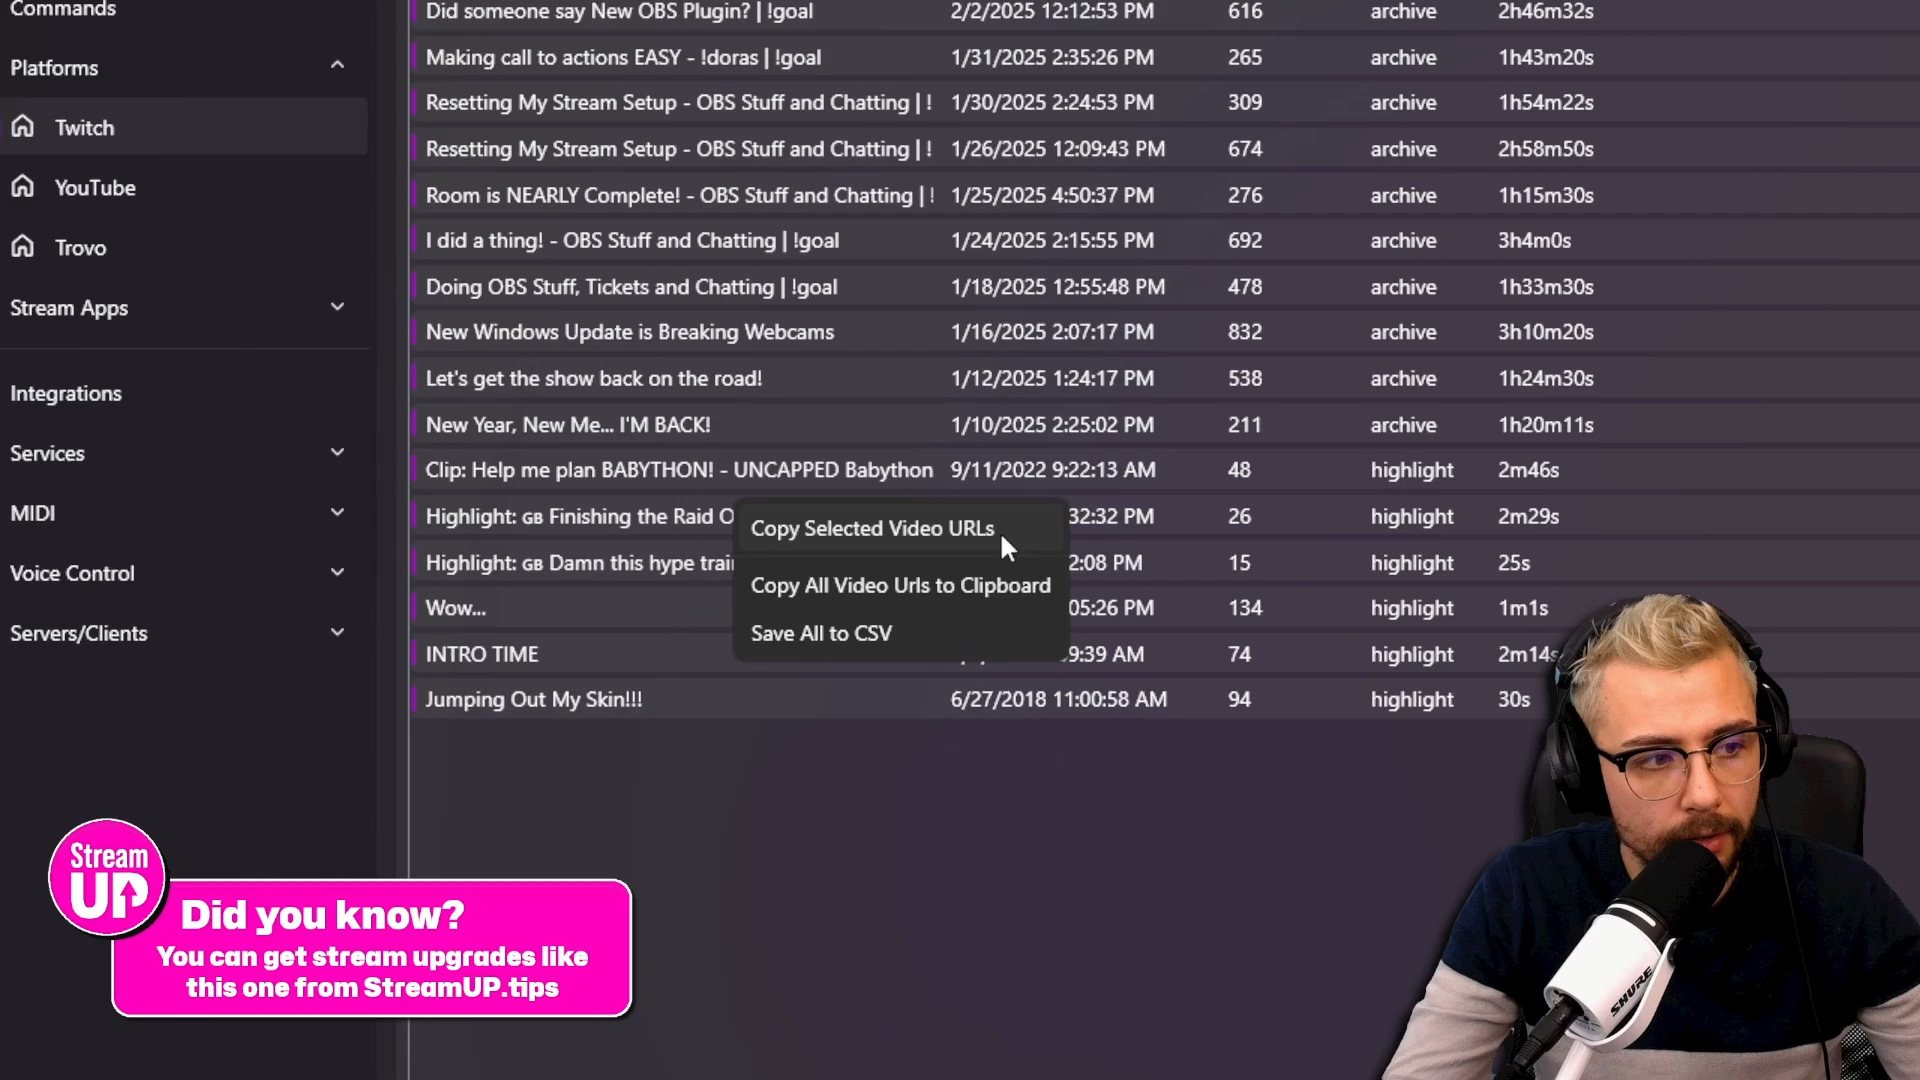 Commands
Platforms
Twitch
YouTube
Trovo
Stream Apps
Integrations
Services
MIDI
Voice Control
Servers/Clients
Did someone say New OBS Plugin? | !goal 2/2/2025 12:12:53 PM 616 archive 2h46m32s
Making call to actions EASY - !doras | !goal 1/31/2025 2:35:26 PM 265 archive 1h43m20s
Resetting My Stream Setup - OBS Stuff and Chatting | ! 1/30/2025 2:24:53 PM 309 archive 1h54m22s
Resetting My Stream Setup - OBS Stuff and Chatting | ! 1/26/2025 12:09:43 PM 674 archive 2h58m50s
Room is NEARLY Complete! - OBS Stuff and Chatting | ! 1/25/2025 4:50:37 PM 276 archive 1h15m30s
I did a thing! - OBS Stuff and Chatting | !goal 1/24/2025 2:15:55 PM 692 archive 3h4m0s
Doing OBS Stuff, Tickets and Chatting | !goal 1/18/2025 12:55:48 PM 478 archive 1h33m30s
New Windows Update is Breaking Webcams 1/16/2025 2:07:17 PM 832 archive 3h10m20s
Let's get the show back on the road! 1/12/2025 1:24:17 PM 538 archive 1h24m30s
New Year, New Me... I'M BACK! 1/10/2025 2:25:02 PM 211 archive 1h20m11s
Clip: Help me plan BABYTHON! - UNCAPPED Babython 9/11/2022 9:22:13 AM 48 highlight 2m46s
Highlight: GB Finishing the Raid O 32:32 PM 26 highlight 2m29s
Highlight: GB Damn this hype trai 2:08 PM 15 highlight 25s
Wow... 05:26 PM 134 highlight 1m1s
INTRO TIME 9:39 AM 74 highlight 2m14s
Jumping Out My Skin!!! 6/27/2018 11:00:58 AM 94 highlight 30s
Copy Selected Video URLs
Copy All Video Urls to Clipboard
Save All to CSV
Stream
UP
Did you know?
You can get stream upgrades like
this one from StreamUP.tips
SHURE